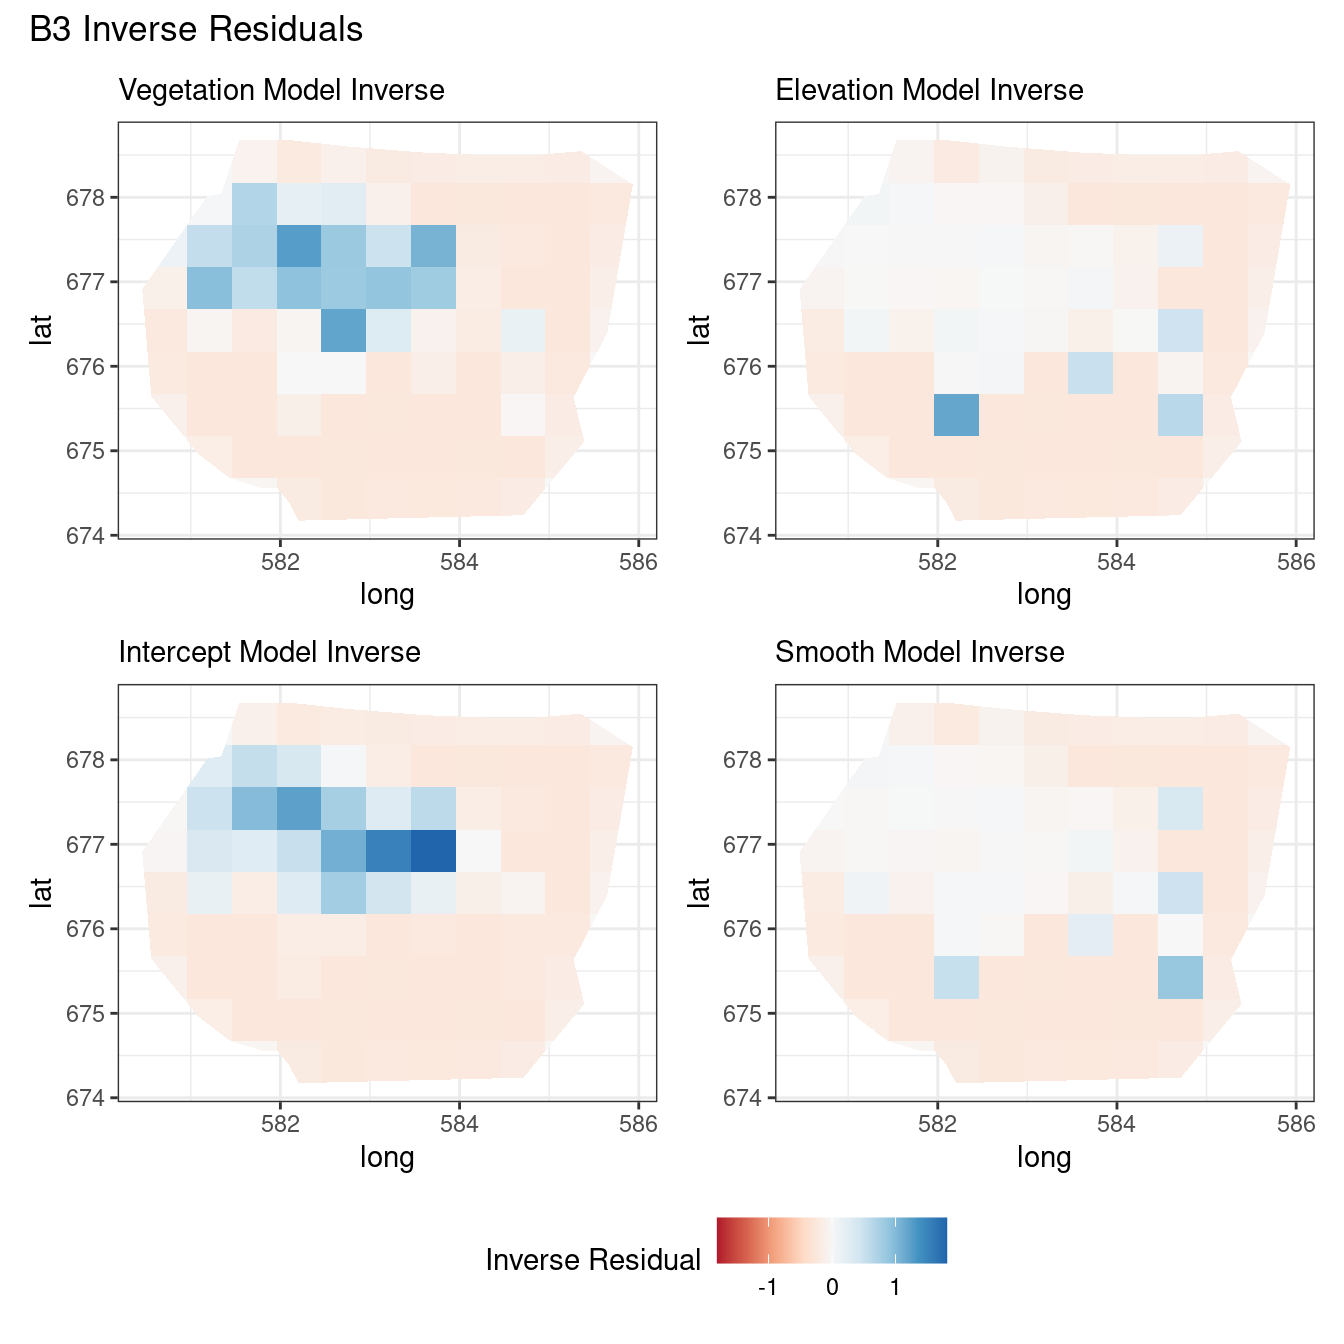 B3 Inverse Residuals
Vegetation Model Inverse
Elevation Model Inverse
678
677
676
675
674
lat
582
584
586
long
678
677
676
675
674
lat
582
584
586
long
Intercept Model Inverse
Smooth Model Inverse
678
677
676
675
674
lat
582
584
586
long
678
677
676
675
674
lat
582
584
586
long
Inverse Residual
-1
0
1